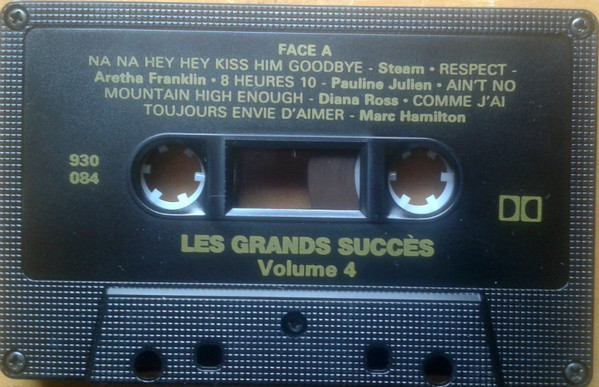 FACE A
NA NA HEY HEY KISS HIM GOODBYE - Steam • RESPECT -
Aretha Franklin • 8 HEURES 10 - Pauline Julien • AIN'T NO
MOUNTAIN HIGH ENOUGH - Diana Ross • COMME J'AI
TOUJOURS ENVIE D'AIMER - Marc Hamilton
930
084
LES GRANDS SUCCÈS
Volume 4